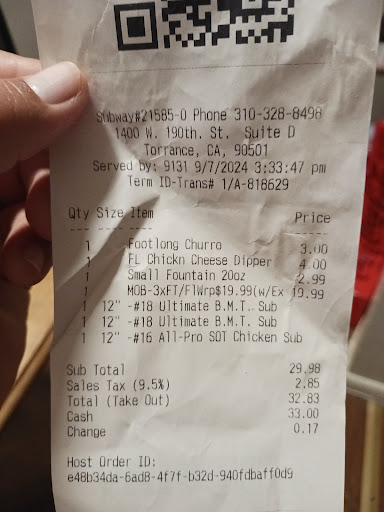 Subway#21585-0 Phone 310-328-8498
1400 W. 190th. St. Suite D
Torrance, CA, 90501
Served by: 9131 9/7/2024 3:33:47 pm
Term ID-Trans# 1/A-818629
Qty Size Item Price
1 Footlong Churro 3.00
1 FL Chickn Cheese Dipper 4.00
1 Small Fountain 20oz 2.99
1 MOB-3xFT/FlWrp$19.99(w/Ex 19.99
1 12" -#18 Ultimate B.M.T. Sub
1 12" -#18 Ultimate B.M.T. Sub
1 12" -#16 All-Pro SOT Chicken Sub
Sub Total 29.98
Sales Tax (9.5%) 2.85
Total (Take Out) 32.83
Cash 33.00
Change 0.17
Host Order ID:
e48b34da-6ad8-4f7f-b32d-940fdbaff0d9